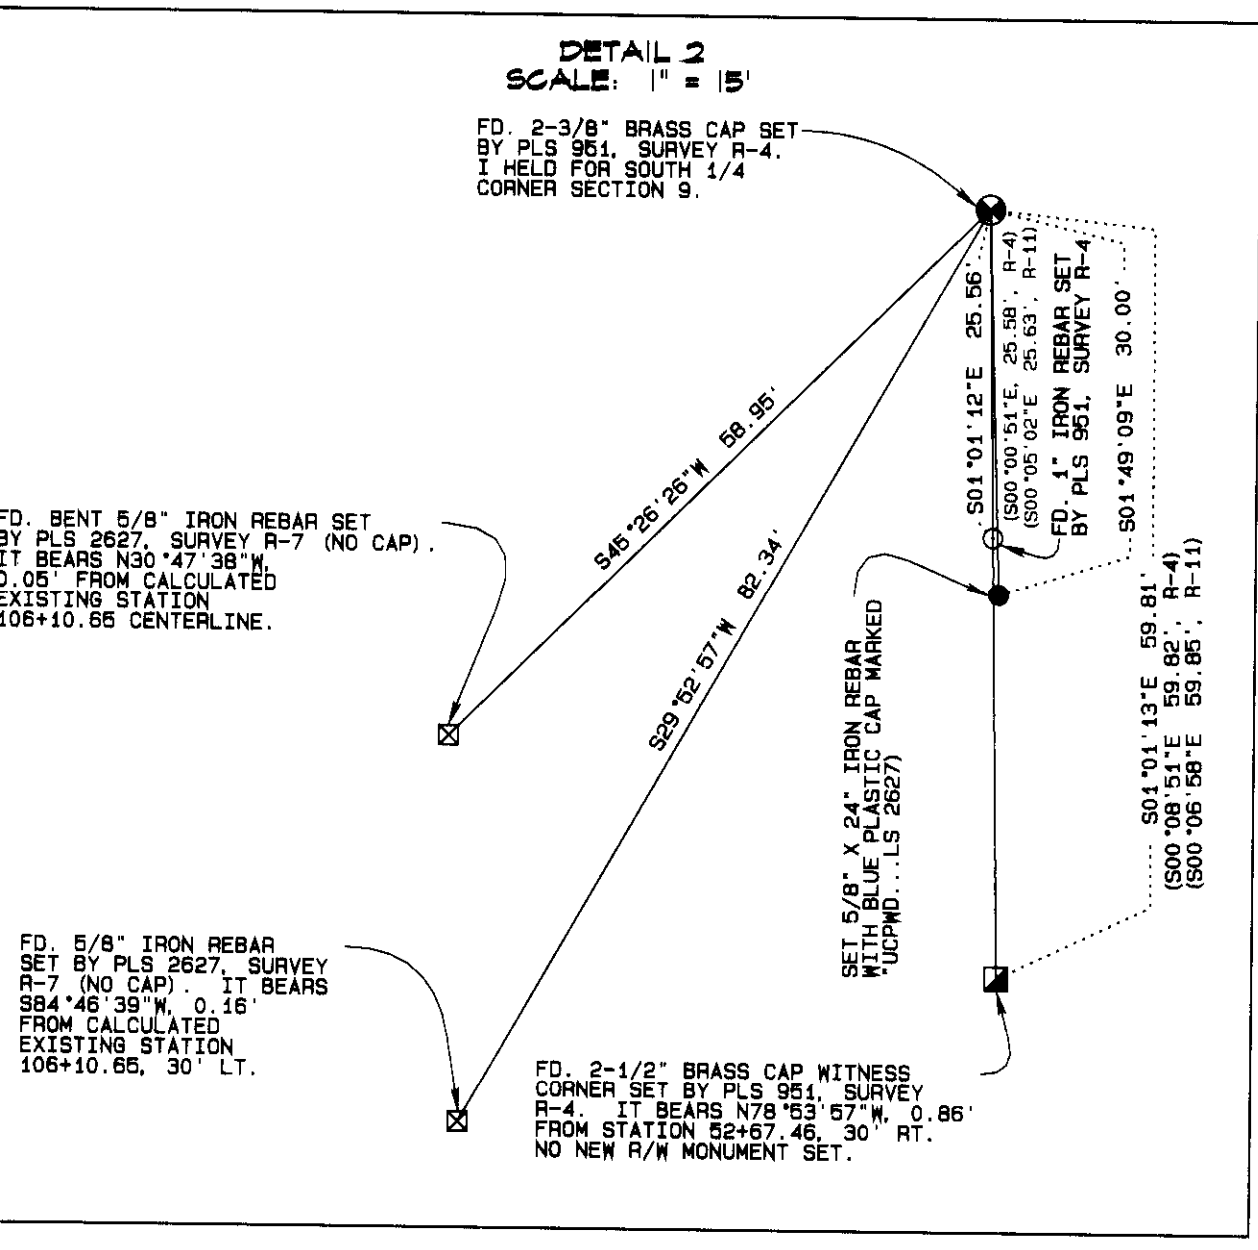 DETAIL 2
SCALE: 1" = 15'
FD. 2-3/8" BRASS CAP SET
BY PLS 951, SURVEY R-4.
I HELD FOR SOUTH 1/4
CORNER SECTION 9.
S01°01'12"E 25.56'
(S00°00'51"E, 25.58', R-4)
(S00°05'02"E 25.63', R-11)
FD. 1" IRON REBAR SET
BY PLS 951, SURVEY R-4
S01°49'09"E 30.00'
S01°01'13"E 59.81'
(S00°08'51"E 59.82', R-4)
(S00°06'58"E 59.85', R-11)
S45°26'26"W 58.95'
S29°52'57"W 82.34'
FD. BENT 5/8" IRON REBAR SET
BY PLS 2627, SURVEY R-7 (NO CAP).
IT BEARS N30°47'38"W,
0.05' FROM CALCULATED
EXISTING STATION
106+10.65 CENTERLINE.
SET 5/8" X 24" IRON REBAR
WITH BLUE PLASTIC CAP MARKED
"UCPWD...LS 2627)
FD. 5/8" IRON REBAR
SET BY PLS 2627, SURVEY
R-7 (NO CAP). IT BEARS
S84°46'39"W, 0.16'
FROM CALCULATED
EXISTING STATION
106+10.65, 30' LT.
FD. 2-1/2" BRASS CAP WITNESS
CORNER SET BY PLS 951, SURVEY
R-4. IT BEARS N78°53'57"W, 0.86'
FROM STATION 52+67.46, 30' RT.
NO NEW R/W MONUMENT SET.